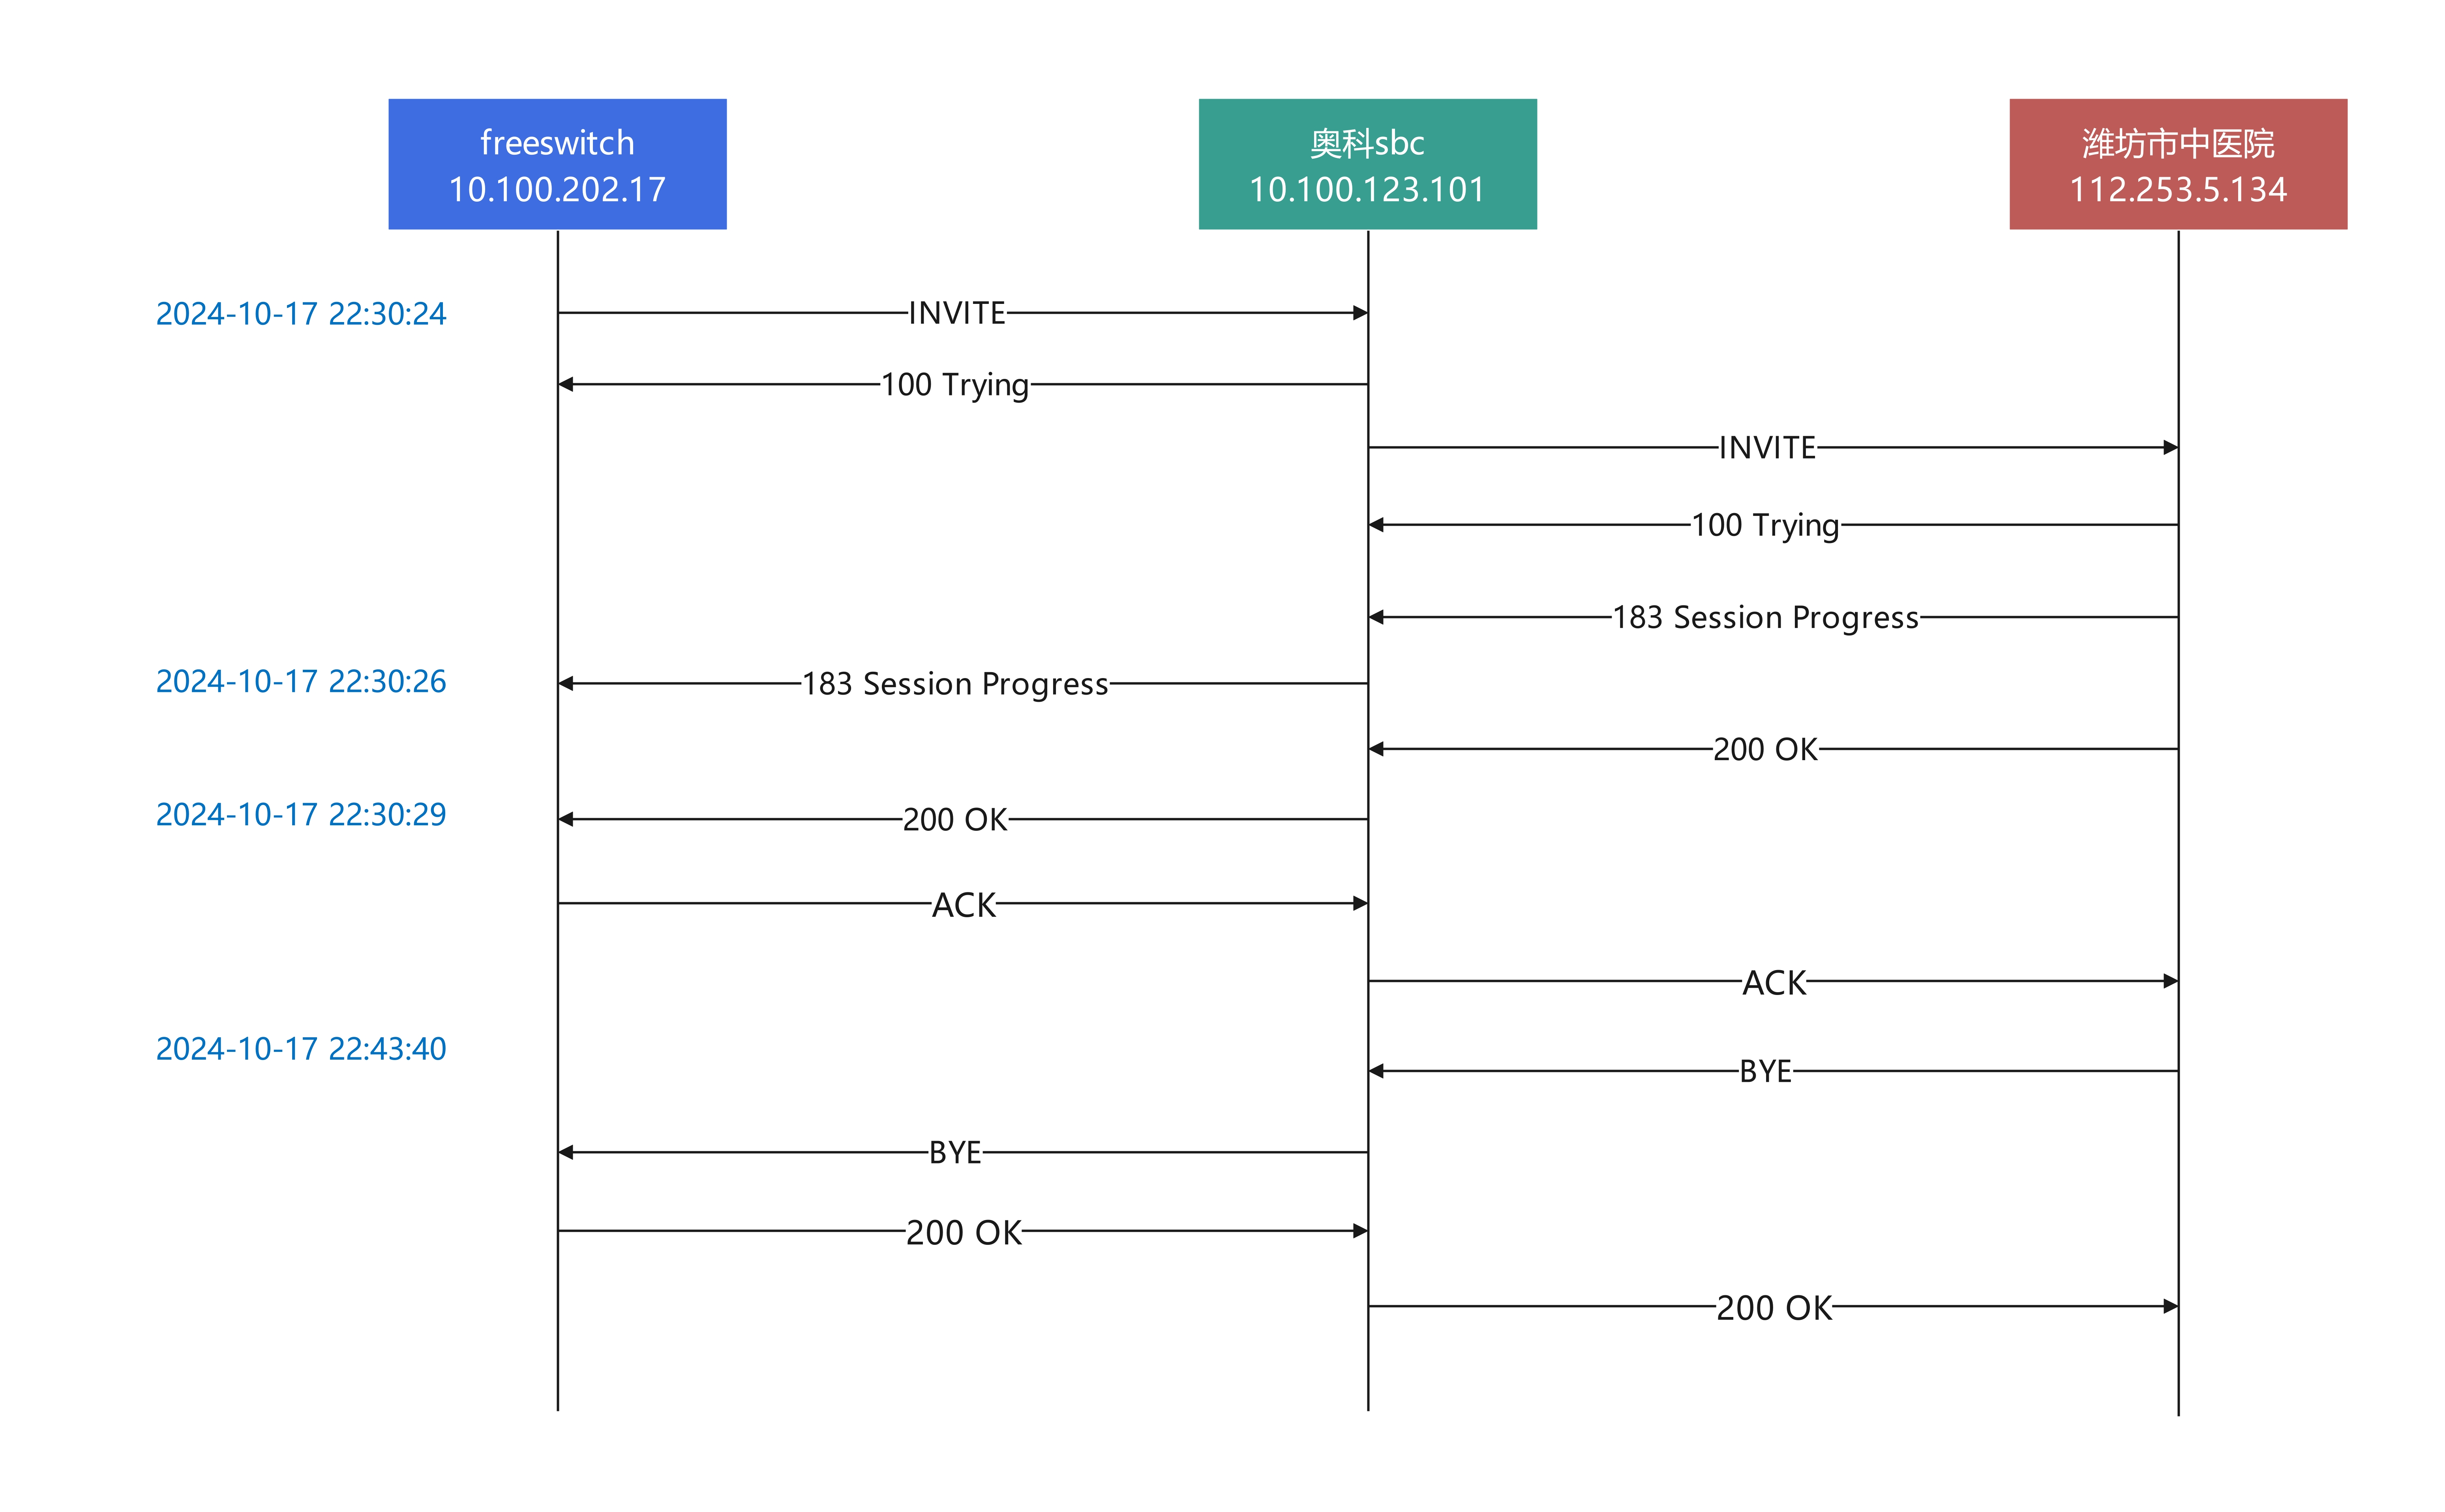 freeswitch
10.100.202.17
奥科sbc
10.100.123.101
潍坊市中医院
112.253.5.134
2024-10-17 22:30:24
INVITE
100 Trying
INVITE
100 Trying
183 Session Progress
2024-10-17 22:30:26
183 Session Progress
200 OK
2024-10-17 22:30:29
200 OK
ACK
ACK
2024-10-17 22:43:40
BYE
BYE
200 OK
200 OK